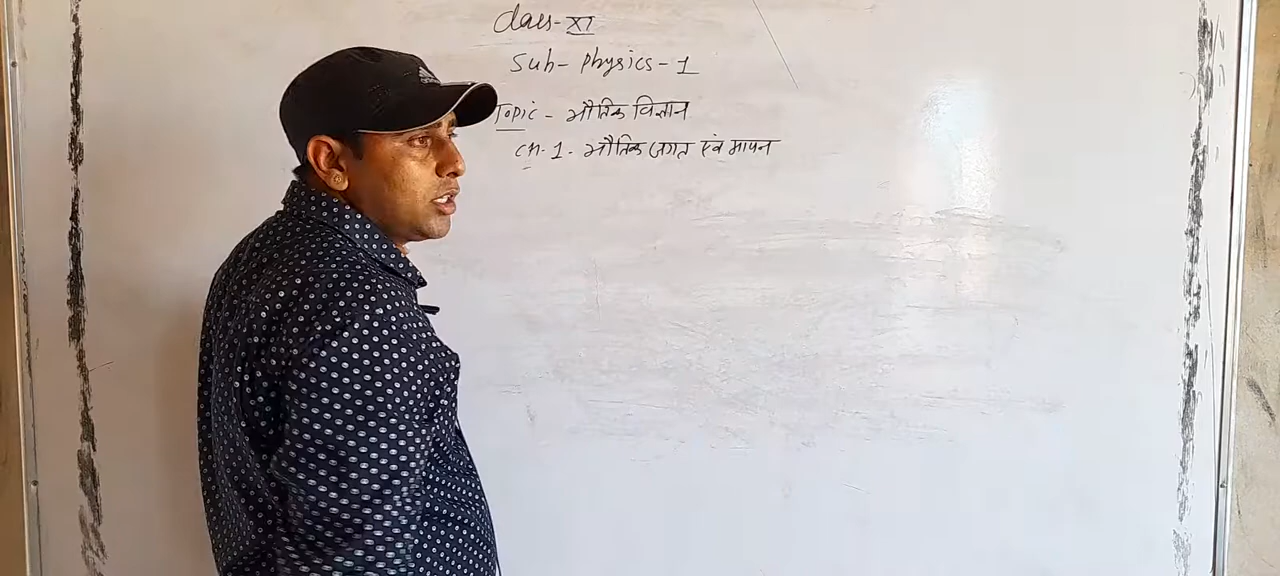 Class-XI
Sub- Physics-1
Topic - भौतिक विज्ञान
CH-1. भौतिक जगत एवं मापन